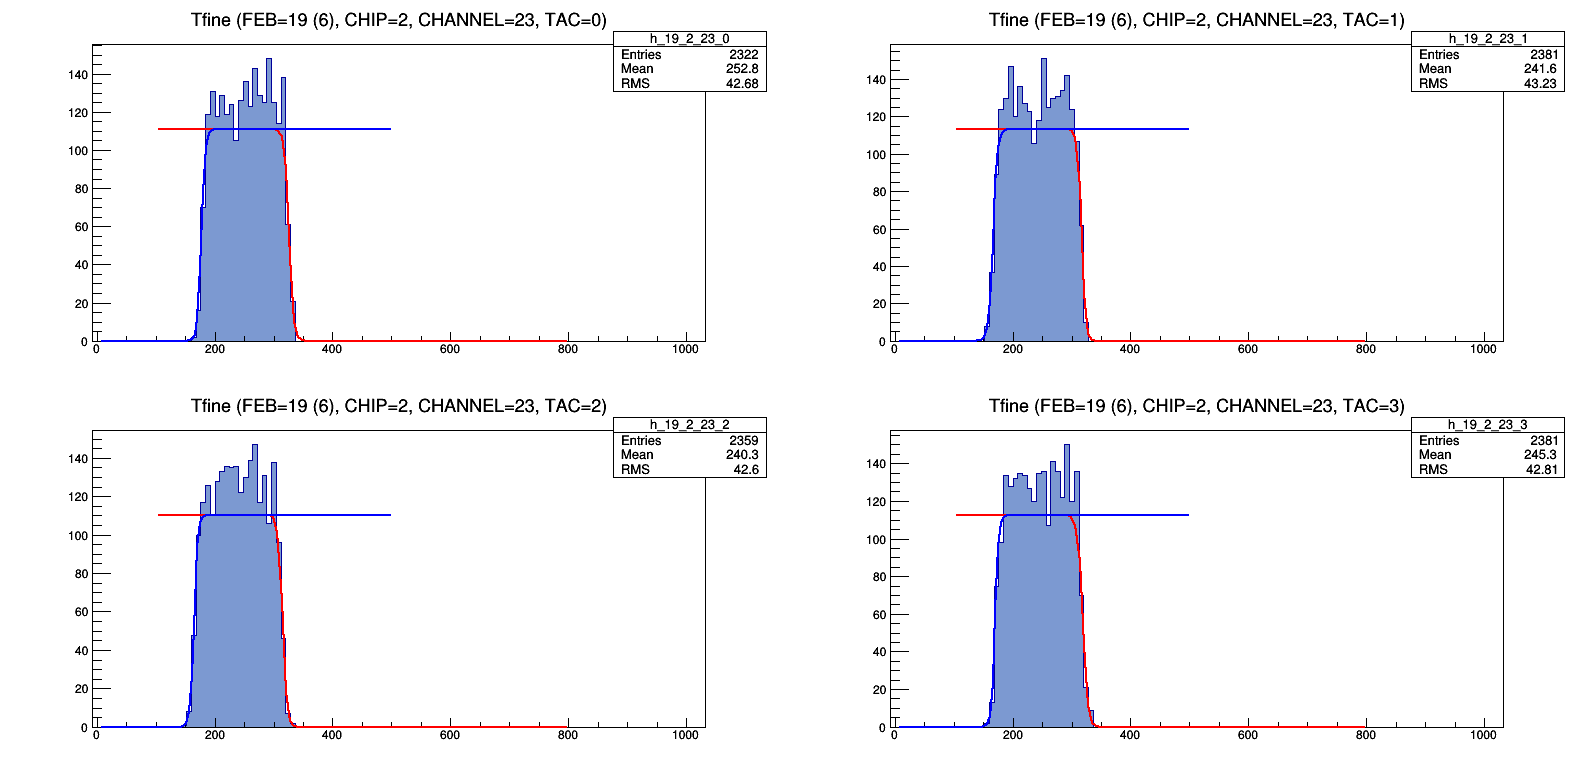 Tfine (FEB=19 (6), CHIP=2, CHANNEL=23, TAC=0)
h_19_2_23_0
Entries 2322
Mean 252.8
RMS 42.68
140
120
100
80
60
40
20
0
0 200 400 600 800 1000
Tfine (FEB=19 (6), CHIP=2, CHANNEL=23, TAC=1)
h_19_2_23_1
Entries 2381
Mean 241.6
RMS 43.23
140
120
100
80
60
40
20
0
0 200 400 600 800 1000
Tfine (FEB=19 (6), CHIP=2, CHANNEL=23, TAC=2)
h_19_2_23_2
Entries 2359
Mean 240.3
RMS 42.6
140
120
100
80
60
40
20
0
0 200 400 600 800 1000
Tfine (FEB=19 (6), CHIP=2, CHANNEL=23, TAC=3)
h_19_2_23_3
Entries 2381
Mean 245.3
RMS 42.81
140
120
100
80
60
40
20
0
0 200 400 600 800 1000